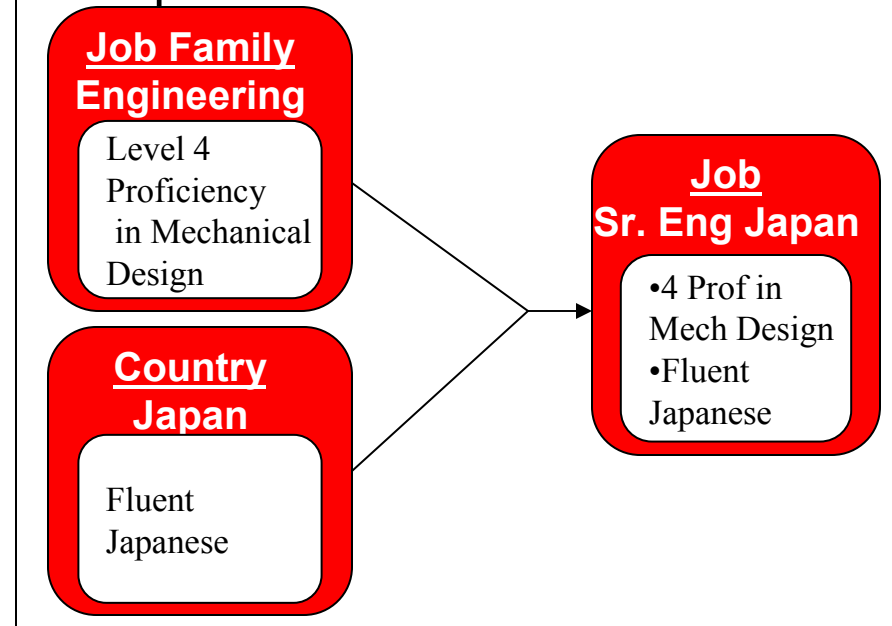 Job Family
Engineering
Level 4
Proficiency
in Mechanical
Design
Country
Japan
Fluent
Japanese
Job
Sr. Eng Japan
•4 Prof in
Mech Design
•Fluent
Japanese